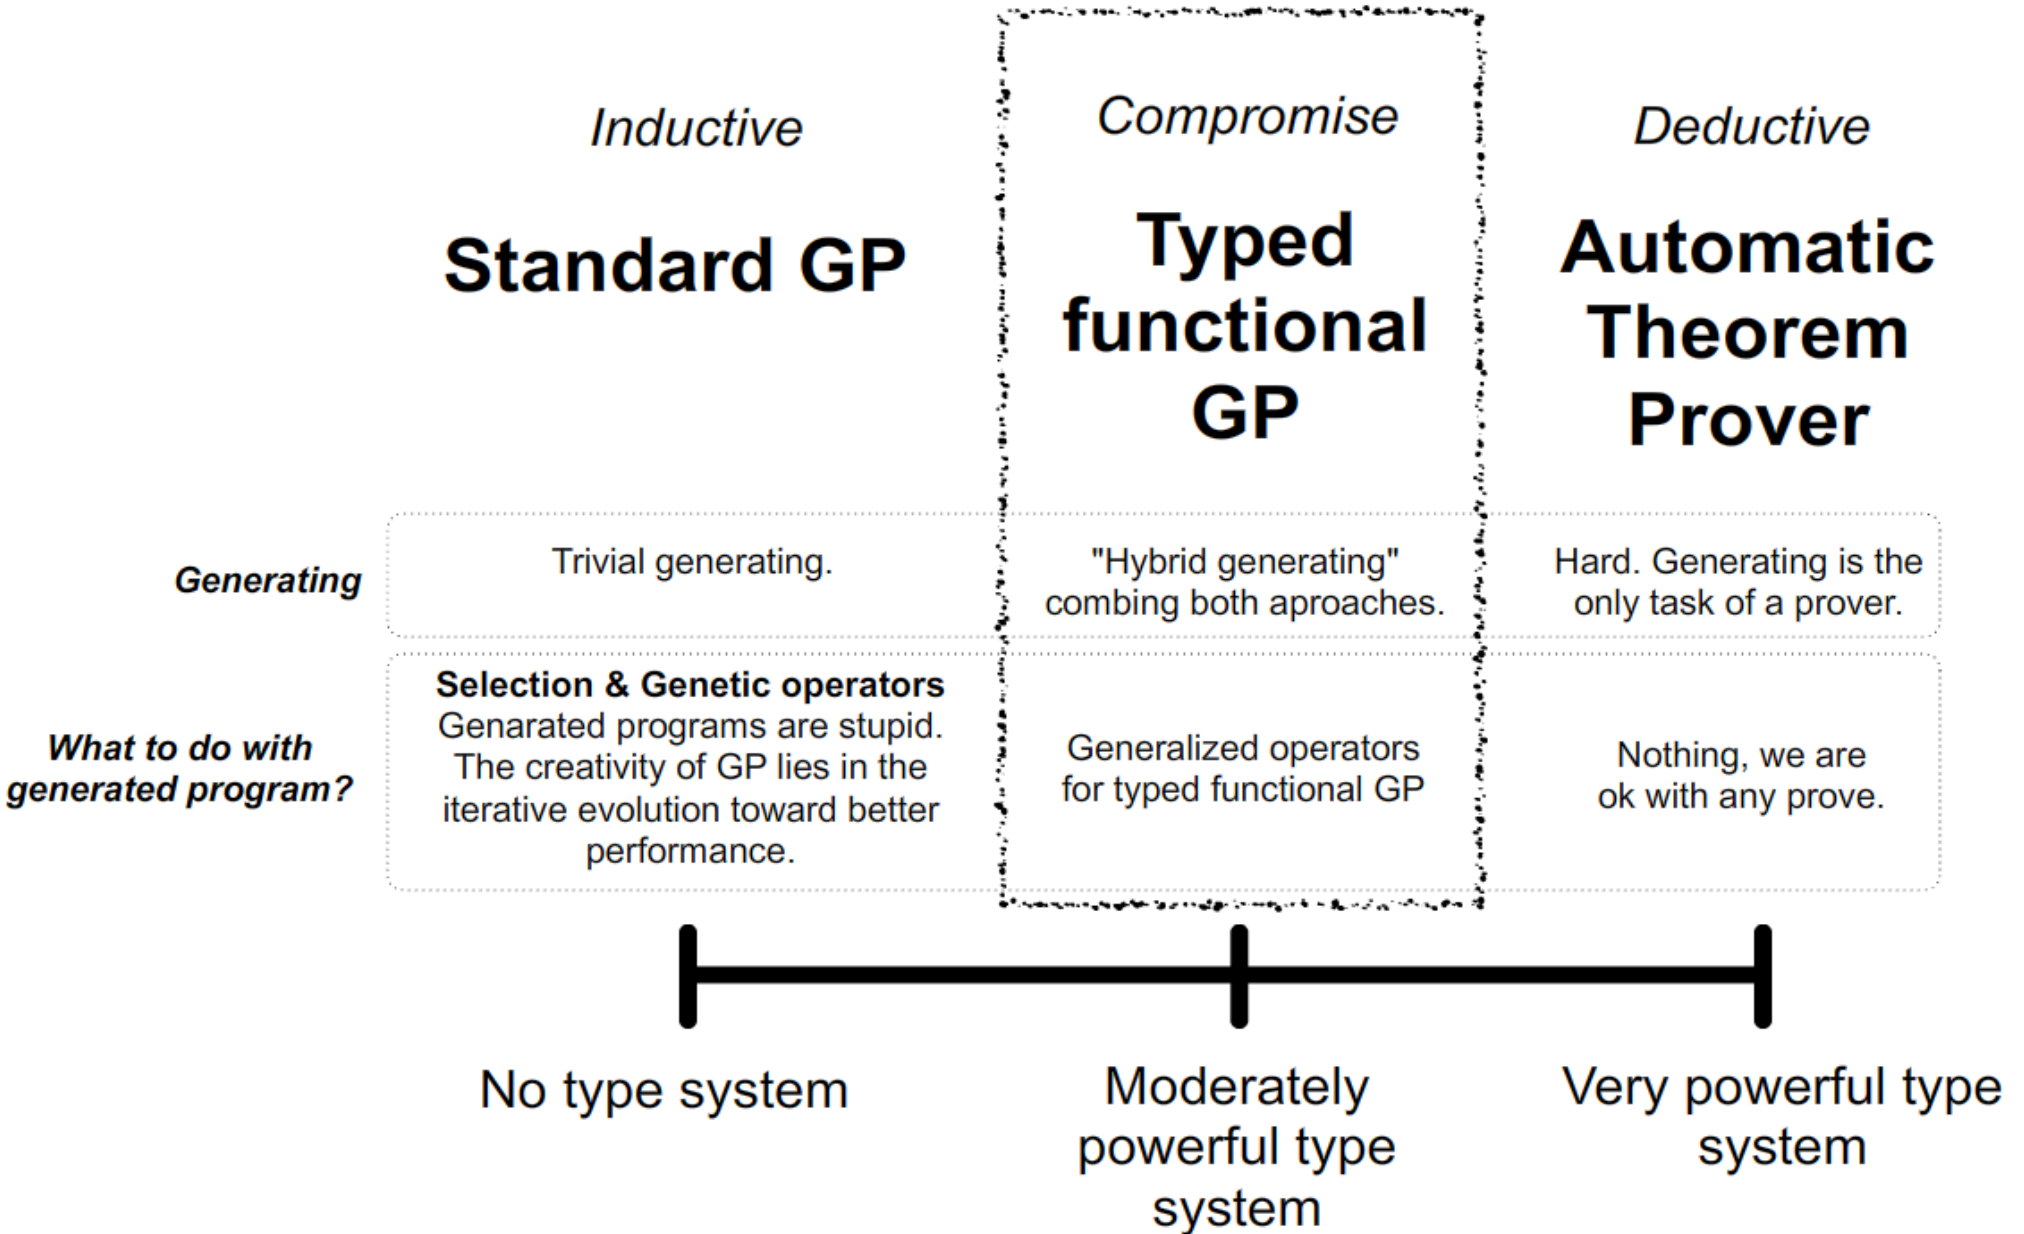 Inductive
Standard GP
Compromise
Typed
functional
GP
Deductive
Automatic
Theorem
Prover
Generating
Trivial generating.
"Hybrid generating"
combing both aproaches.
Hard. Generating is the
only task of a prover.
What to do with
generated program?
Selection & Genetic operators
Genarated programs are stupid.
The creativity of GP lies in the
iterative evolution toward better
performance.
Generalized operators
for typed functional GP
Nothing, we are
ok with any prove.
No type system
Moderately
powerful type
system
Very powerful type
system